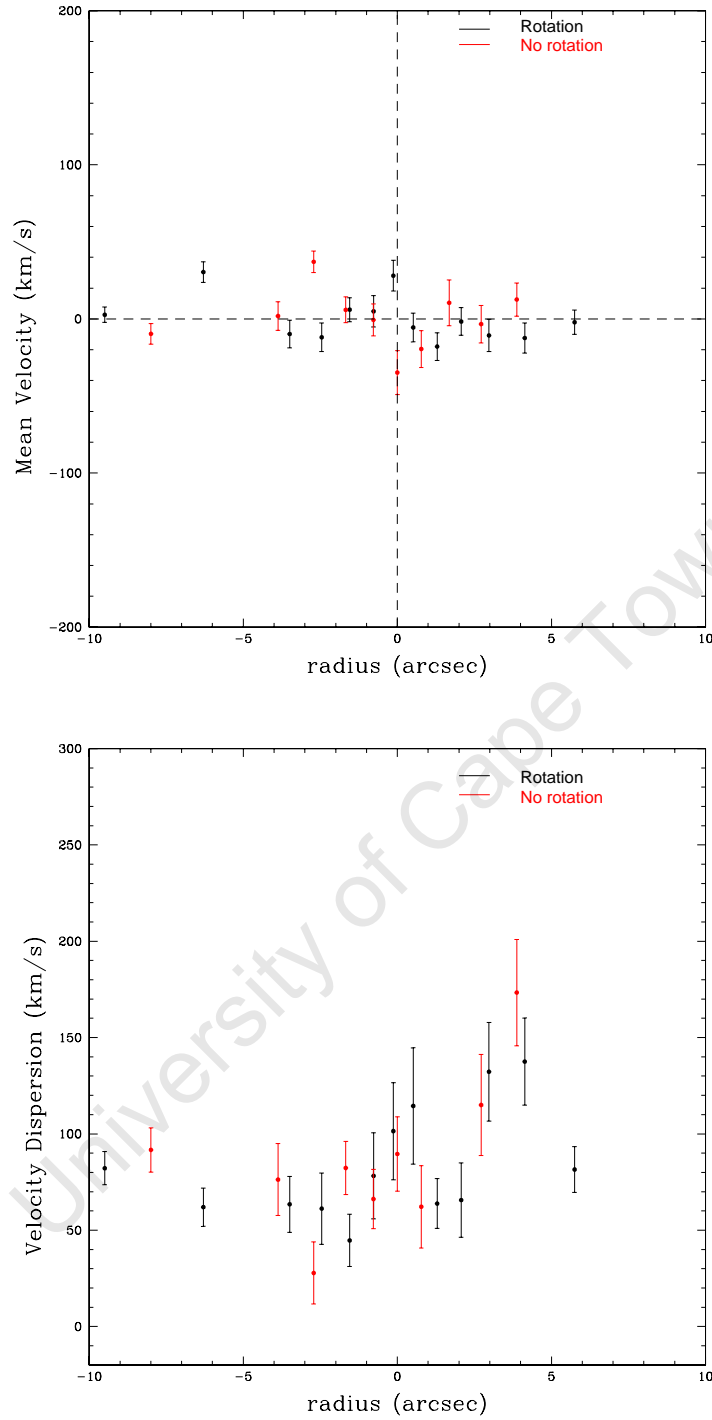 200
100
0
-100
-200
Mean Velocity (km/s)
Rotation
No rotation
-10
-5
0
5
10
radius (arcsec)
300
250
200
150
100
50
0
Velocity Dispersion (km/s)
Rotation
No rotation
-10
-5
0
5
10
radius (arcsec)
University of Cape Town